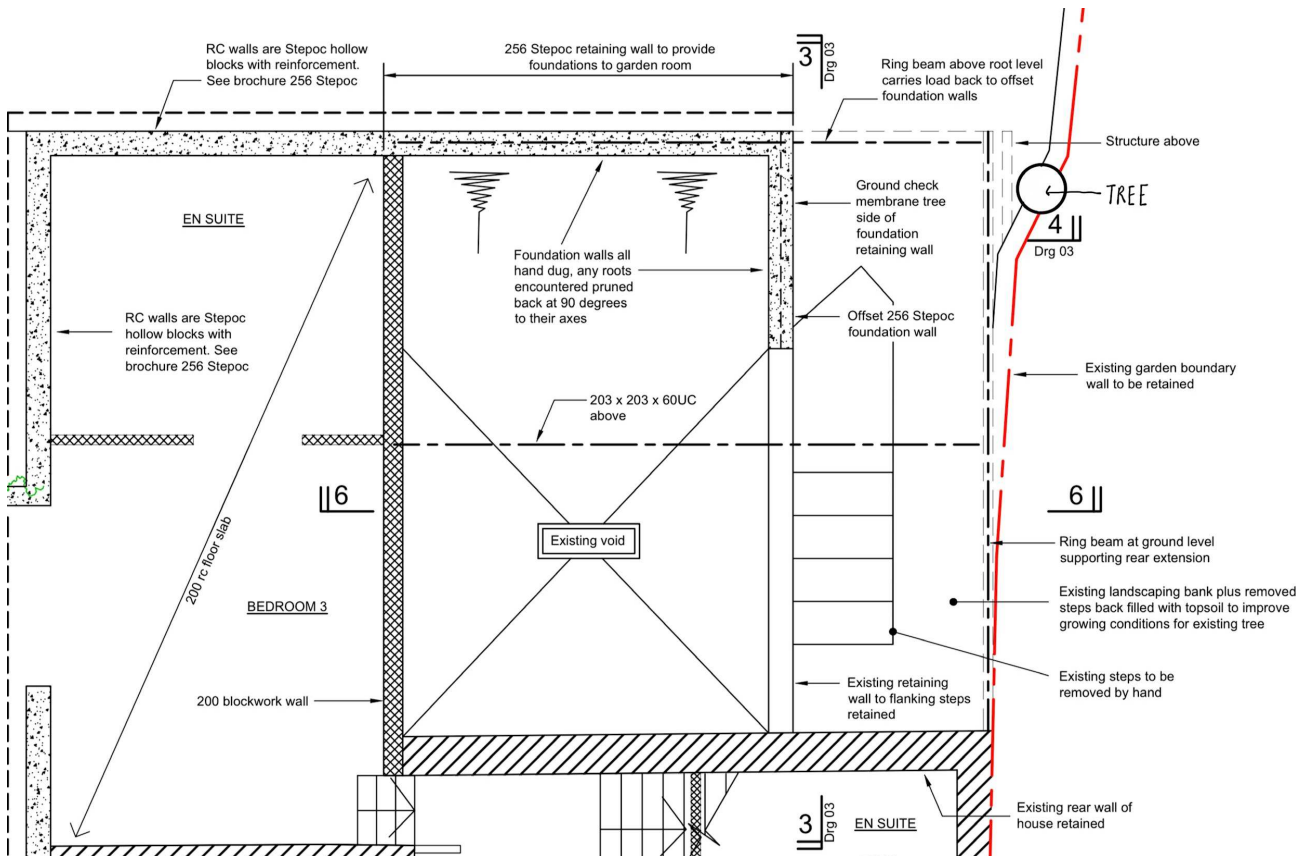 RC walls are Stepoc hollow
blocks with reinforcement.
See brochure 256 Stepoc
256 Stepoc retaining wall to provide
foundations to garden room
3
Drg 03
Ring beam above root level
carries load back to offset
foundation walls
Structure above
TREE
4
Drg 03
EN SUITE
Ground check
membrane tree
side of
foundation
retaining wall
Foundation walls all
hand dug, any roots
encountered pruned
back at 90 degrees
to their axes
RC walls are Stepoc
hollow blocks with
reinforcement. See
brochure 256 Stepoc
Offset 256 Stepoc
foundation wall
Existing garden boundary
wall to be retained
203 x 203 x 60UC
above
6
6
200 rc floor slab
Existing void
Ring beam at ground level
supporting rear extension
BEDROOM 3
Existing landscaping bank plus removed
steps back filled with topsoil to improve
growing conditions for existing tree
200 blockwork wall
Existing retaining
wall to flanking steps
retained
Existing steps to be
removed by hand
3
Drg 03
EN SUITE
Existing rear wall of
house retained